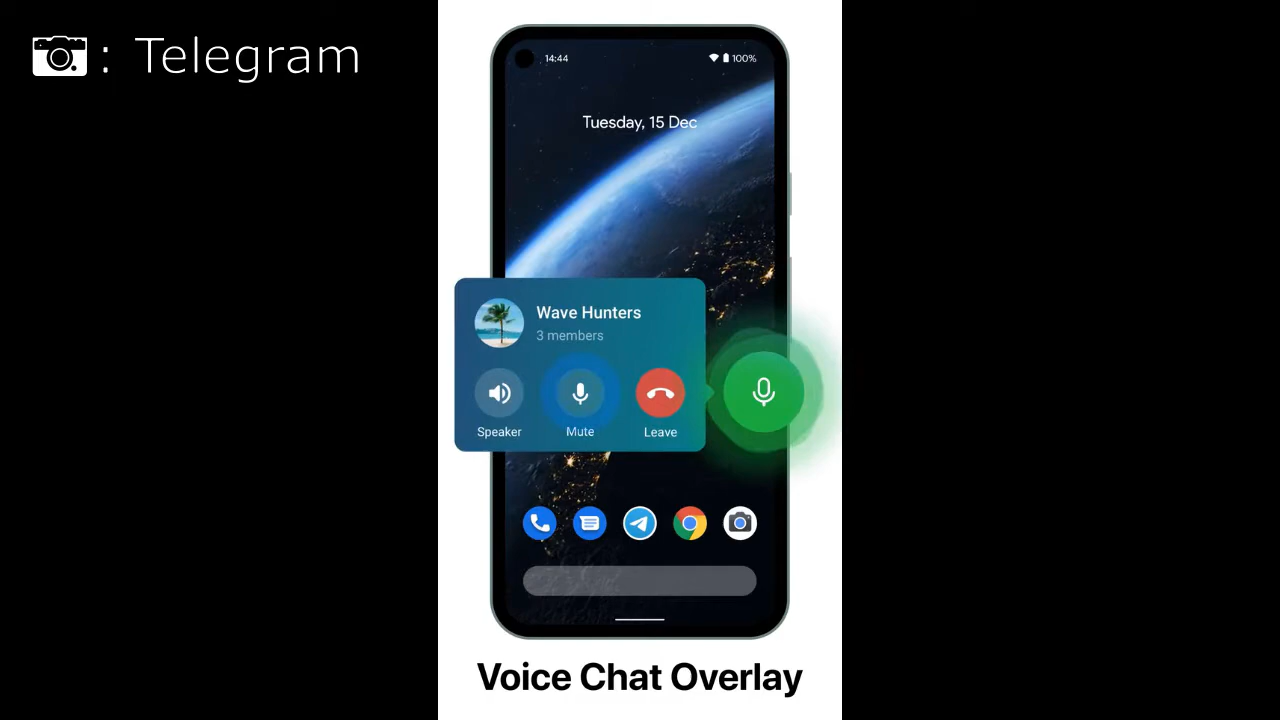 : Telegram
14:44
100%
Tuesday, 15 Dec
Wave Hunters
3 members
Speaker
Mute
Leave
Voice Chat Overlay